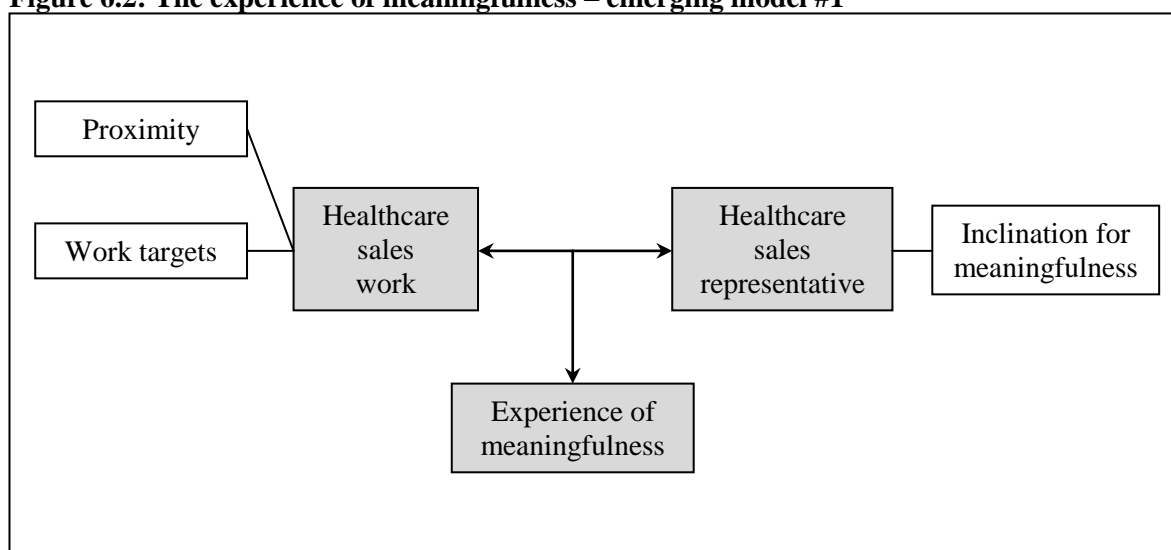 Figure 6.2: The experience of meaningfulness – emerging model #1
Proximity
Work targets
Healthcare
sales
work
Healthcare
sales
representative
Inclination for
meaningfulness
Experience of
meaningfulness